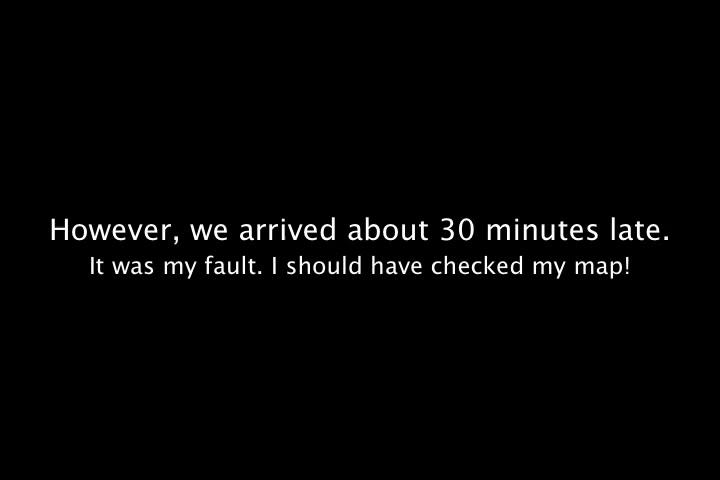 However, we arrived about 30 minutes late.
It was my fault. I should have checked my map!